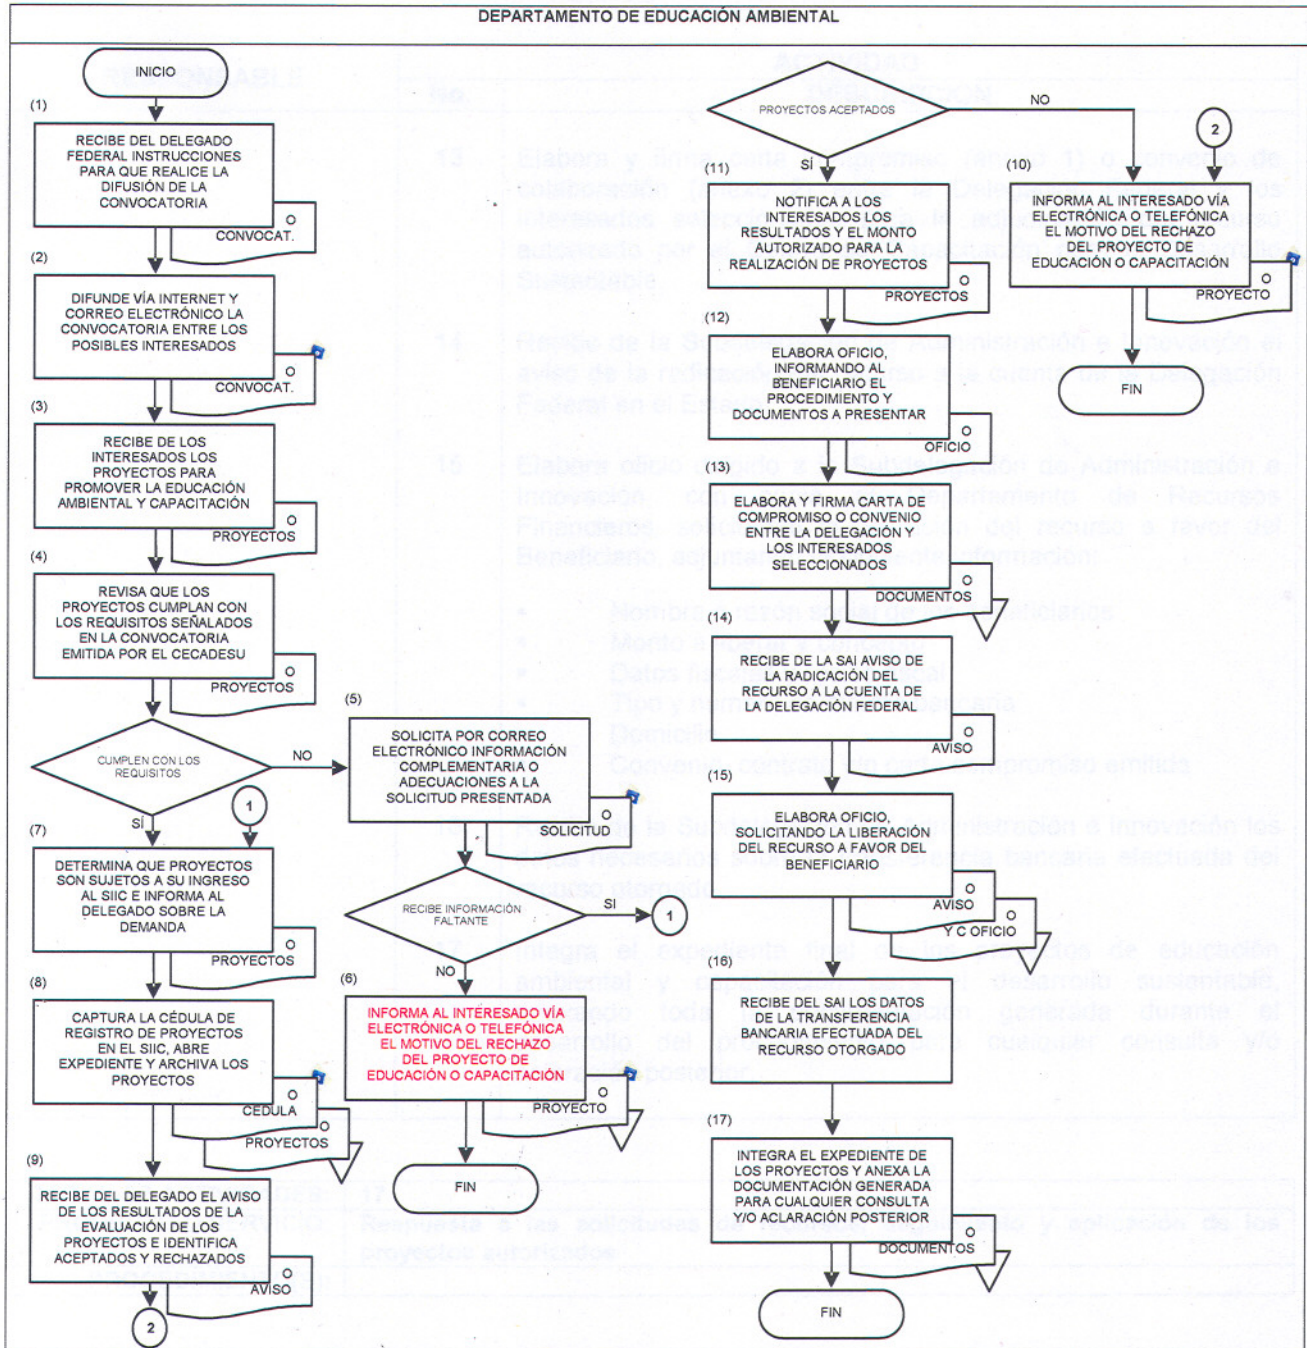 DEPARTAMENTO DE EDUCACIÓN AMBIENTAL
INICIO
(1)
RECIBE DEL DELEGADO
FEDERAL INSTRUCCIONES
PARA QUE REALICE LA
DIFUSIÓN DE LA
CONVOCATORIA
O
CONVOCAT.
(2)
DIFUNDE VÍA INTERNET Y
CORREO ELECTRÓNICO LA
CONVOCATORIA ENTRE LOS
POSIBLES INTERESADOS
O
CONVOCAT.
(3)
RECIBE DE LOS
INTERESADOS LOS
PROYECTOS PARA
PROMOVER LA EDUCACIÓN
AMBIENTAL Y CAPACITACIÓN
O
PROYECTOS
(4)
REVISA QUE LOS
PROYECTOS CUMPLAN CON
LOS REQUISITOS SEÑALADOS
EN LA CONVOCATORIA
EMITIDA POR EL CECADESU
O
PROYECTOS
CUMPLEN CON LOS
REQUISITOS
NO
SÍ
1
(5)
SOLICITA POR CORREO
ELECTRÓNICO INFORMACIÓN
COMPLEMENTARIA O
ADECUACIONES A LA
SOLICITUD PRESENTADA
O
SOLICITUD
RECIBE INFORMACIÓN
FALTANTE
SI
1
NO
(6)
INFORMA AL INTERESADO VÍA
ELECTRÓNICA O TELEFÓNICA
EL MOTIVO DEL RECHAZO
DEL PROYECTO DE
EDUCACIÓN O CAPACITACIÓN
O
PROYECTO
FIN
(7)
DETERMINA QUE PROYECTOS
SON SUJETOS A SU INGRESO
AL SIIC E INFORMA AL
DELEGADO SOBRE LA
DEMANDA
O
PROYECTOS
(8)
CAPTURA LA CÉDULA DE
REGISTRO DE PROYECTOS
EN EL SIIC, ABRE
EXPEDIENTE Y ARCHIVA LOS
PROYECTOS
O
CEDULA
O
PROYECTOS
(9)
RECIBE DEL DELEGADO EL AVISO
DE LOS RESULTADOS DE LA
EVALUACIÓN DE LOS
PROYECTOS E IDENTIFICA
ACEPTADOS Y RECHAZADOS
O
AVISO
2
PROYECTOS ACEPTADOS
NO
SÍ
2
(10)
INFORMA AL INTERESADO VÍA
ELECTRÓNICA O TELEFÓNICA
EL MOTIVO DEL RECHAZO
DEL PROYECTO DE
EDUCACIÓN O CAPACITACIÓN
O
PROYECTO
FIN
(11)
NOTIFICA A LOS
INTERESADOS LOS
RESULTADOS Y EL MONTO
AUTORIZADO PARA LA
REALIZACIÓN DE PROYECTOS
O
PROYECTOS
(12)
ELABORA OFICIO,
INFORMANDO AL
BENEFICIARIO EL
PROCEDIMIENTO Y
DOCUMENTOS A PRESENTAR
O
OFICIO
(13)
ELABORA Y FIRMA CARTA DE
COMPROMISO O CONVENIO
ENTRE LA DELEGACIÓN Y
LOS INTERESADOS
SELECCIONADOS
O
DOCUMENTOS
(14)
RECIBE DE LA SAI AVISO DE
LA RADICACIÓN DEL
RECURSO A LA CUENTA DE
LA DELEGACIÓN FEDERAL
O
AVISO
(15)
ELABORA OFICIO,
SOLICITANDO LA LIBERACIÓN
DEL RECURSO A FAVOR DEL
BENEFICIARIO
O
AVISO
O
Y C OFICIO
(16)
RECIBE DEL SAI LOS DATOS
DE LA TRANSFERENCIA
BANCARIA EFECTUADA DEL
RECURSO OTORGADO
(17)
INTEGRA EL EXPEDIENTE DE
LOS PROYECTOS Y ANEXA LA
DOCUMENTACIÓN GENERADA
PARA CUALQUIER CONSULTA
Y/O ACLARACIÓN POSTERIOR
O
DOCUMENTOS
FIN